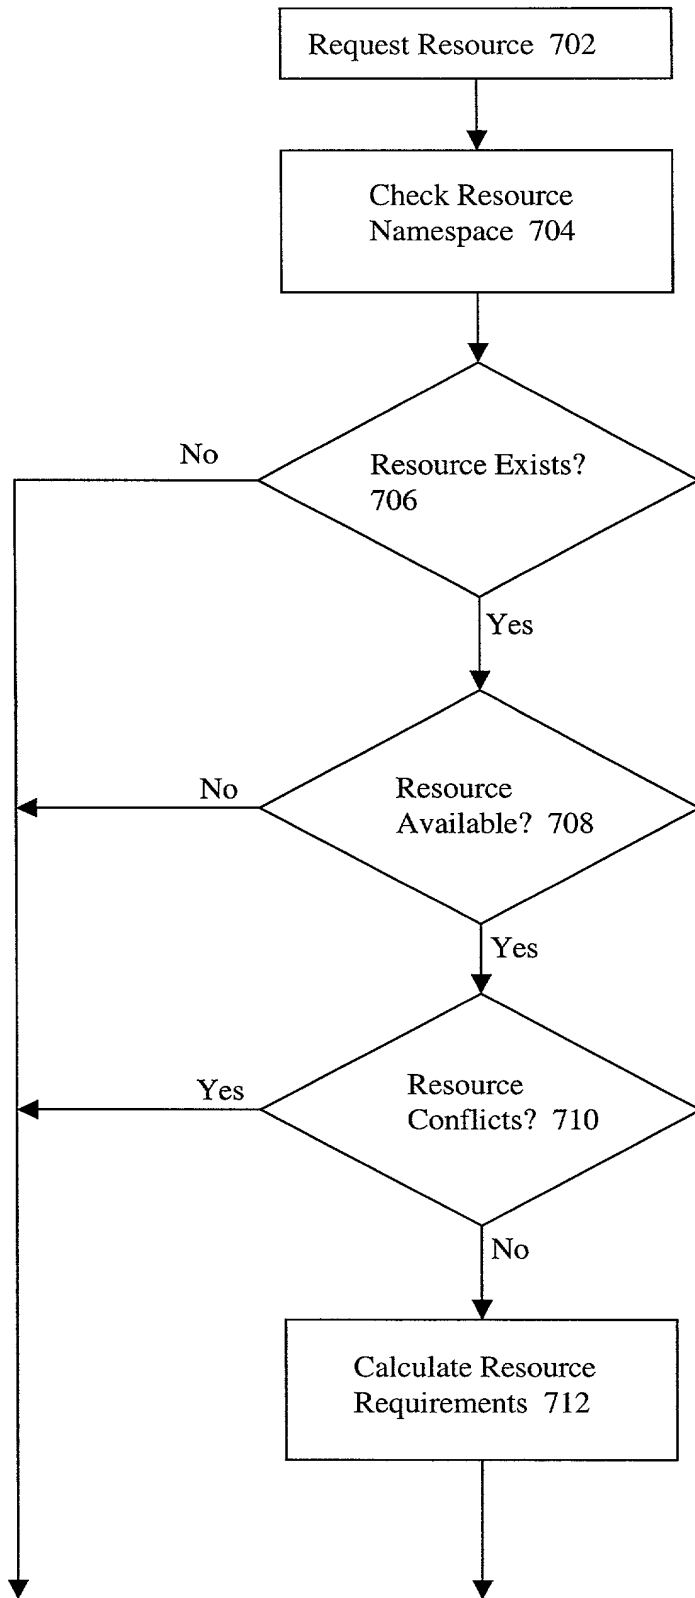 Request Resource 702
Check Resource
Namespace 704
No
Resource Exists?
706
Yes
No
Resource
Available? 708
Yes
Yes
Resource
Conflicts? 710
No
Calculate Resource
Requirements 712